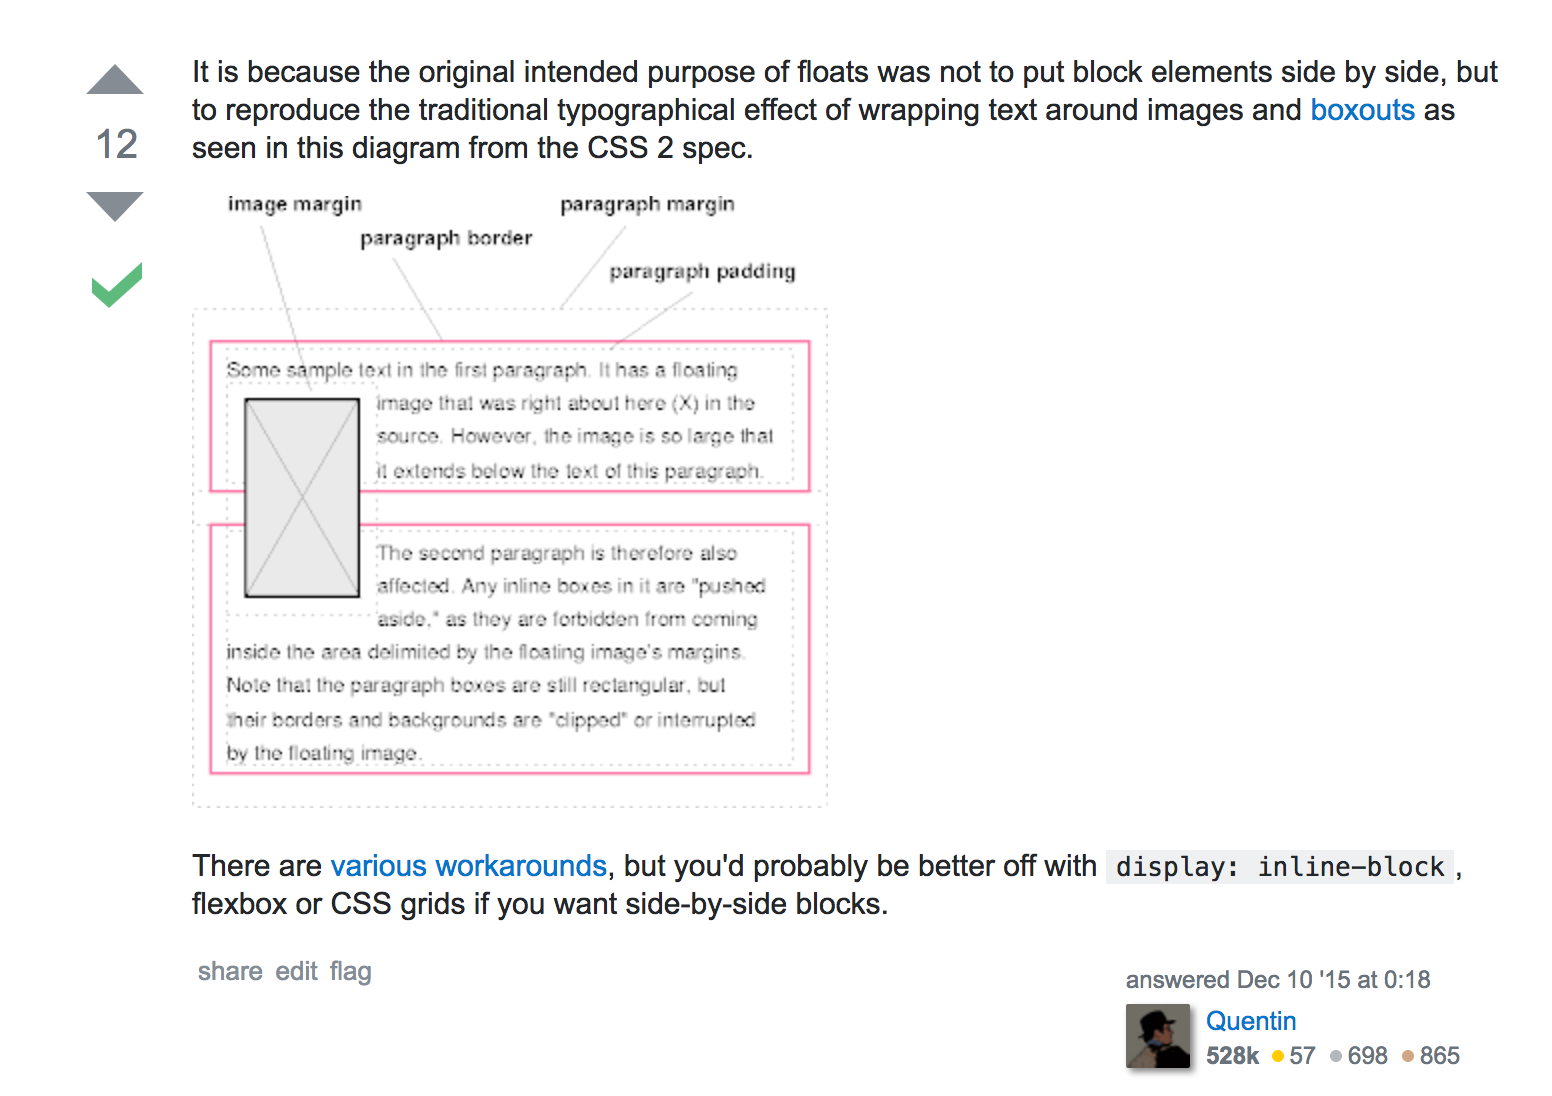 It is because the original intended purpose of floats was not to put block elements side by side, but
to reproduce the traditional typographical effect of wrapping text around images and boxouts as
seen in this diagram from the CSS 2 spec.
12
image margin
paragraph margin
paragraph border
paragraph padding
Some sample text in the first paragraph. It has a floating
image that was right about here (X) in the
source. However, the image is so large that
it extends below the text of this paragraph.
The second paragraph is therefore also
affected. Any inline boxes in it are "pushed
aside," as they are forbidden from coming
inside the area delimited by the floating image's margins.
Note that the paragraph boxes are still rectangular, but
their borders and backgrounds are "clipped" or interrupted
by the floating image.
There are various workarounds, but you'd probably be better off with display: inline-block,
flexbox or CSS grids if you want side-by-side blocks.
share edit flag
answered Dec 10 '15 at 0:18
Quentin
528k 57 698 865